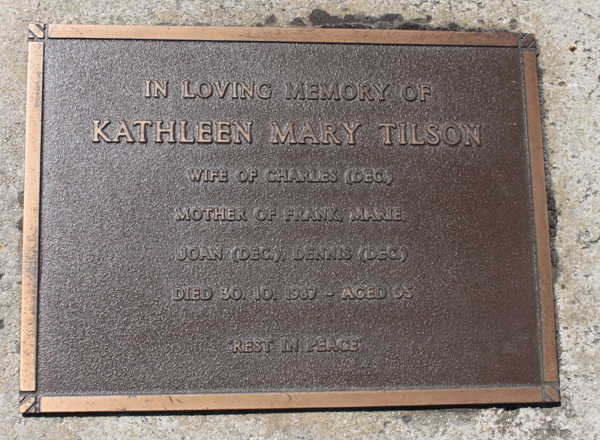 IN LOVING MEMORY OF
KATHLEEN MARY TILSON
WIFE OF CHARLES (DEC.)
MOTHER OF FRANK, MARIE,
JOAN (DEC.), DENNIS (DEC.)
DIED 30. 10. 1987 – AGED 95
'REST IN PEACE'